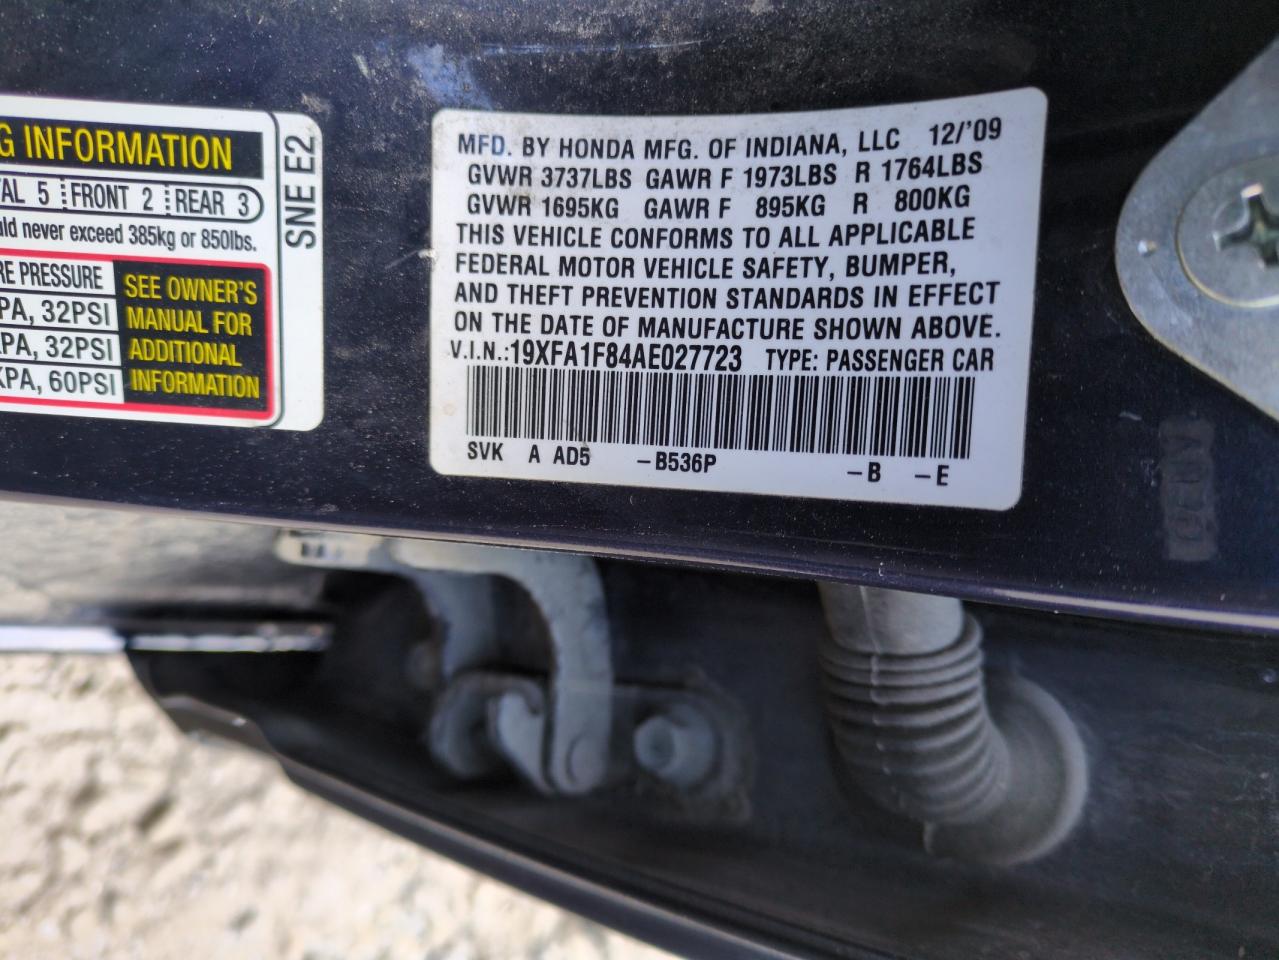 G INFORMATION
TAL 5 FRONT 2 REAR 3
uld never exceed 385kg or 850lbs.
RE PRESSURE
PA, 32PSI
PA, 32PSI
KPA, 60PSI
SEE OWNER'S
MANUAL FOR
ADDITIONAL
INFORMATION
SNE E2
MFD. BY HONDA MFG. OF INDIANA, LLC 12/'09
GVWR 3737LBS GAWR F 1973LBS R 1764LBS
GVWR 1695KG GAWR F 895KG R 800KG
THIS VEHICLE CONFORMS TO ALL APPLICABLE
FEDERAL MOTOR VEHICLE SAFETY, BUMPER,
AND THEFT PREVENTION STANDARDS IN EFFECT
ON THE DATE OF MANUFACTURE SHOWN ABOVE.
V.I.N.:19XFA1F84AE027723 TYPE: PASSENGER CAR
SVK A AD5 -B536P -B -E